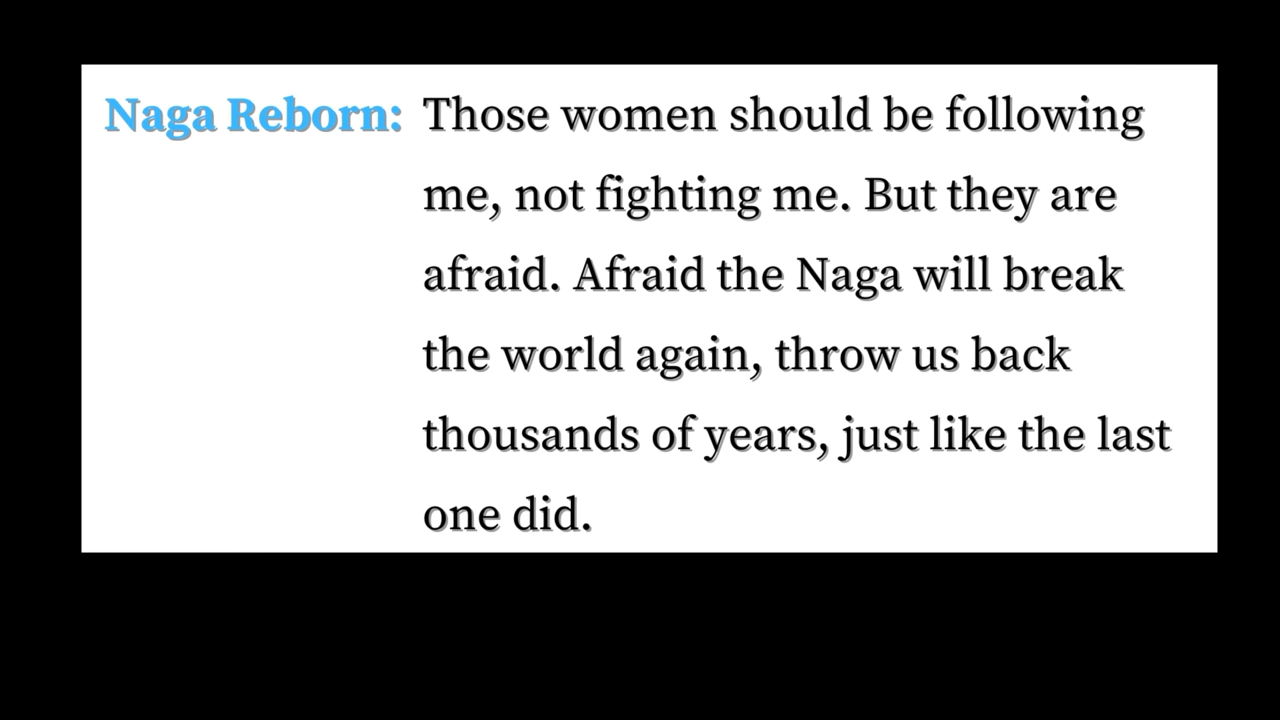 Naga Reborn: Those women should be following
me, not fighting me. But they are
afraid. Afraid the Naga will break
the world again, throw us back
thousands of years, just like the last
one did.